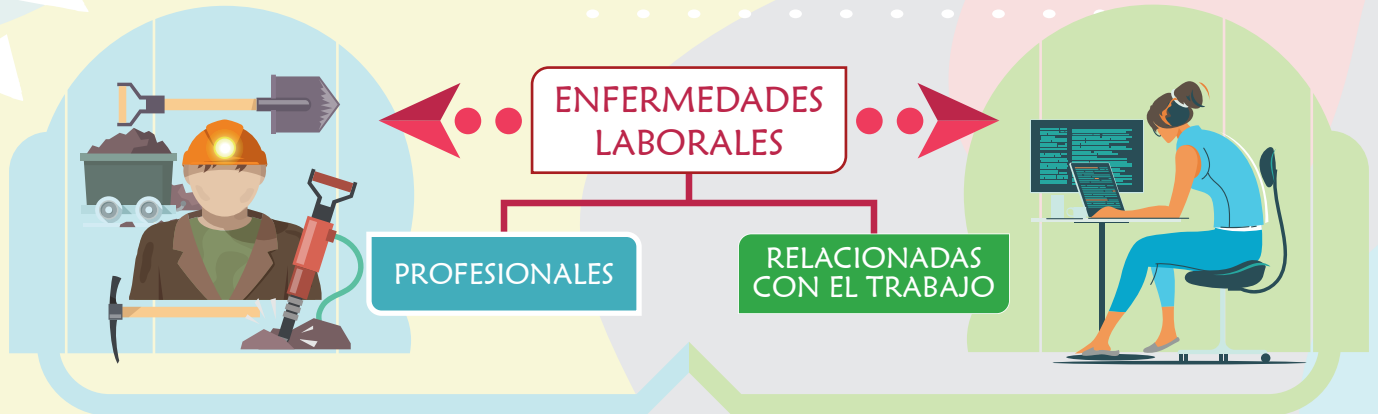 ENFERMEDADES
LABORALES
PROFESIONALES
RELACIONADAS
CON EL TRABAJO